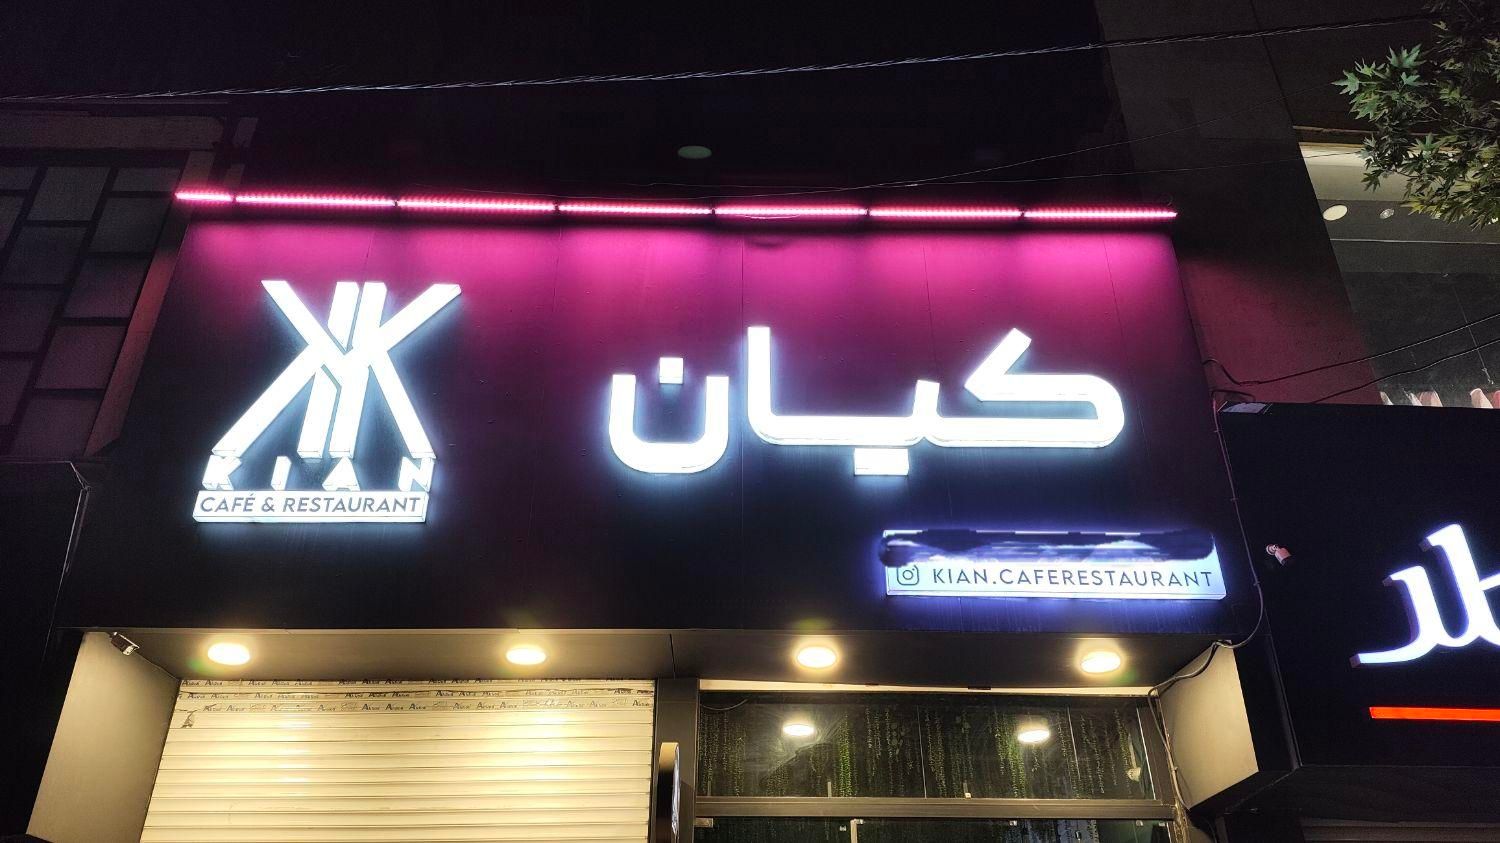 KIAN
CAFÉ & RESTAURANT
کیان
KIAN.CAFERESTAURANT